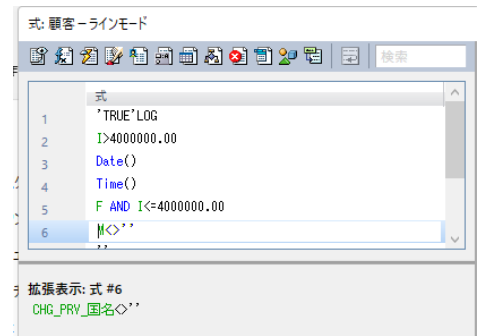 式: 顧客 – ラインモード
検索
式
1 'TRUE'LOG
2 I>4000000.00
3 Date()
4 Time()
5 F AND I<=4000000.00
6 M<>''
''
拡張表示: 式 #6
CHG_PRV_国名<>''